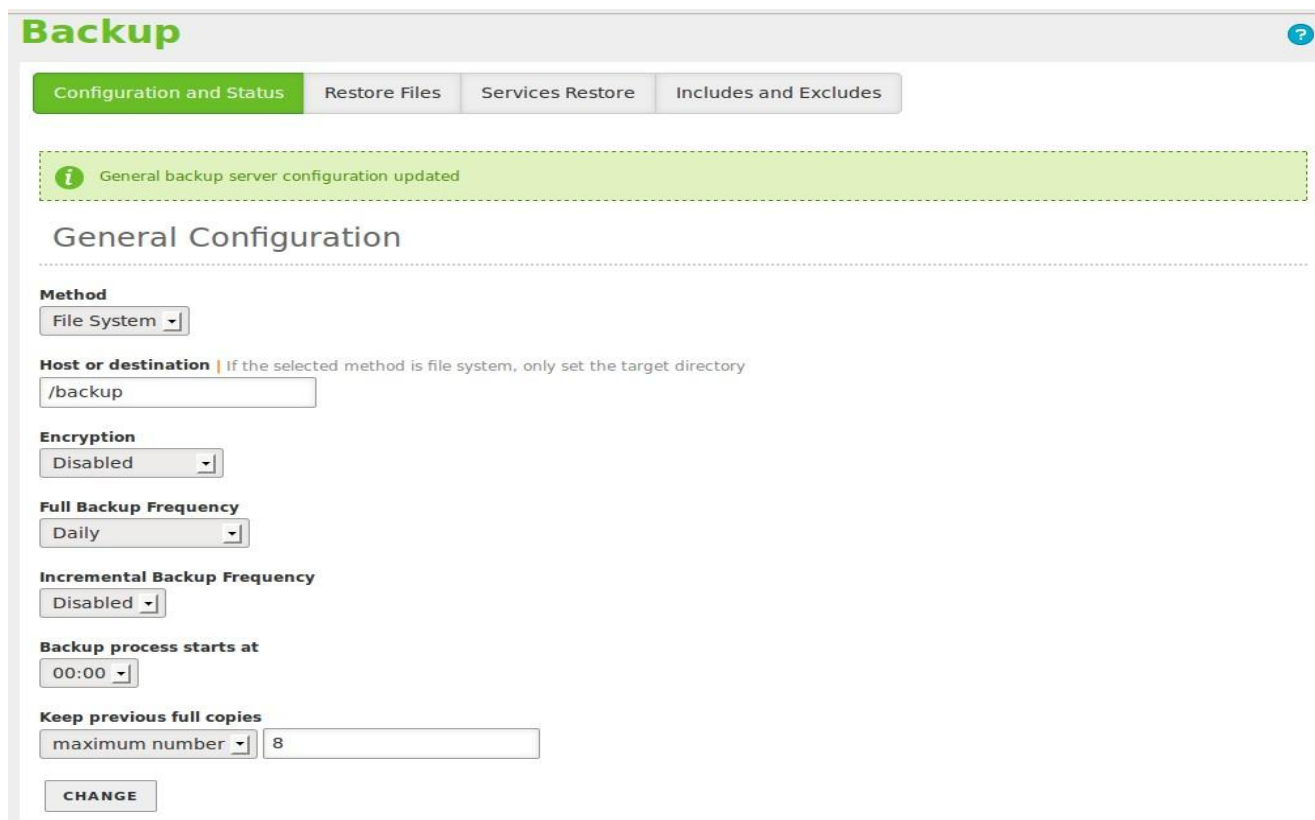 Backup
?
Configuration and Status Restore Files Services Restore Includes and Excludes
i General backup server configuration updated
General Configuration
Method
File System
Host or destination | If the selected method is file system, only set the target directory
/backup
Encryption
Disabled
Full Backup Frequency
Daily
Incremental Backup Frequency
Disabled
Backup process starts at
00:00
Keep previous full copies
maximum number 8
CHANGE